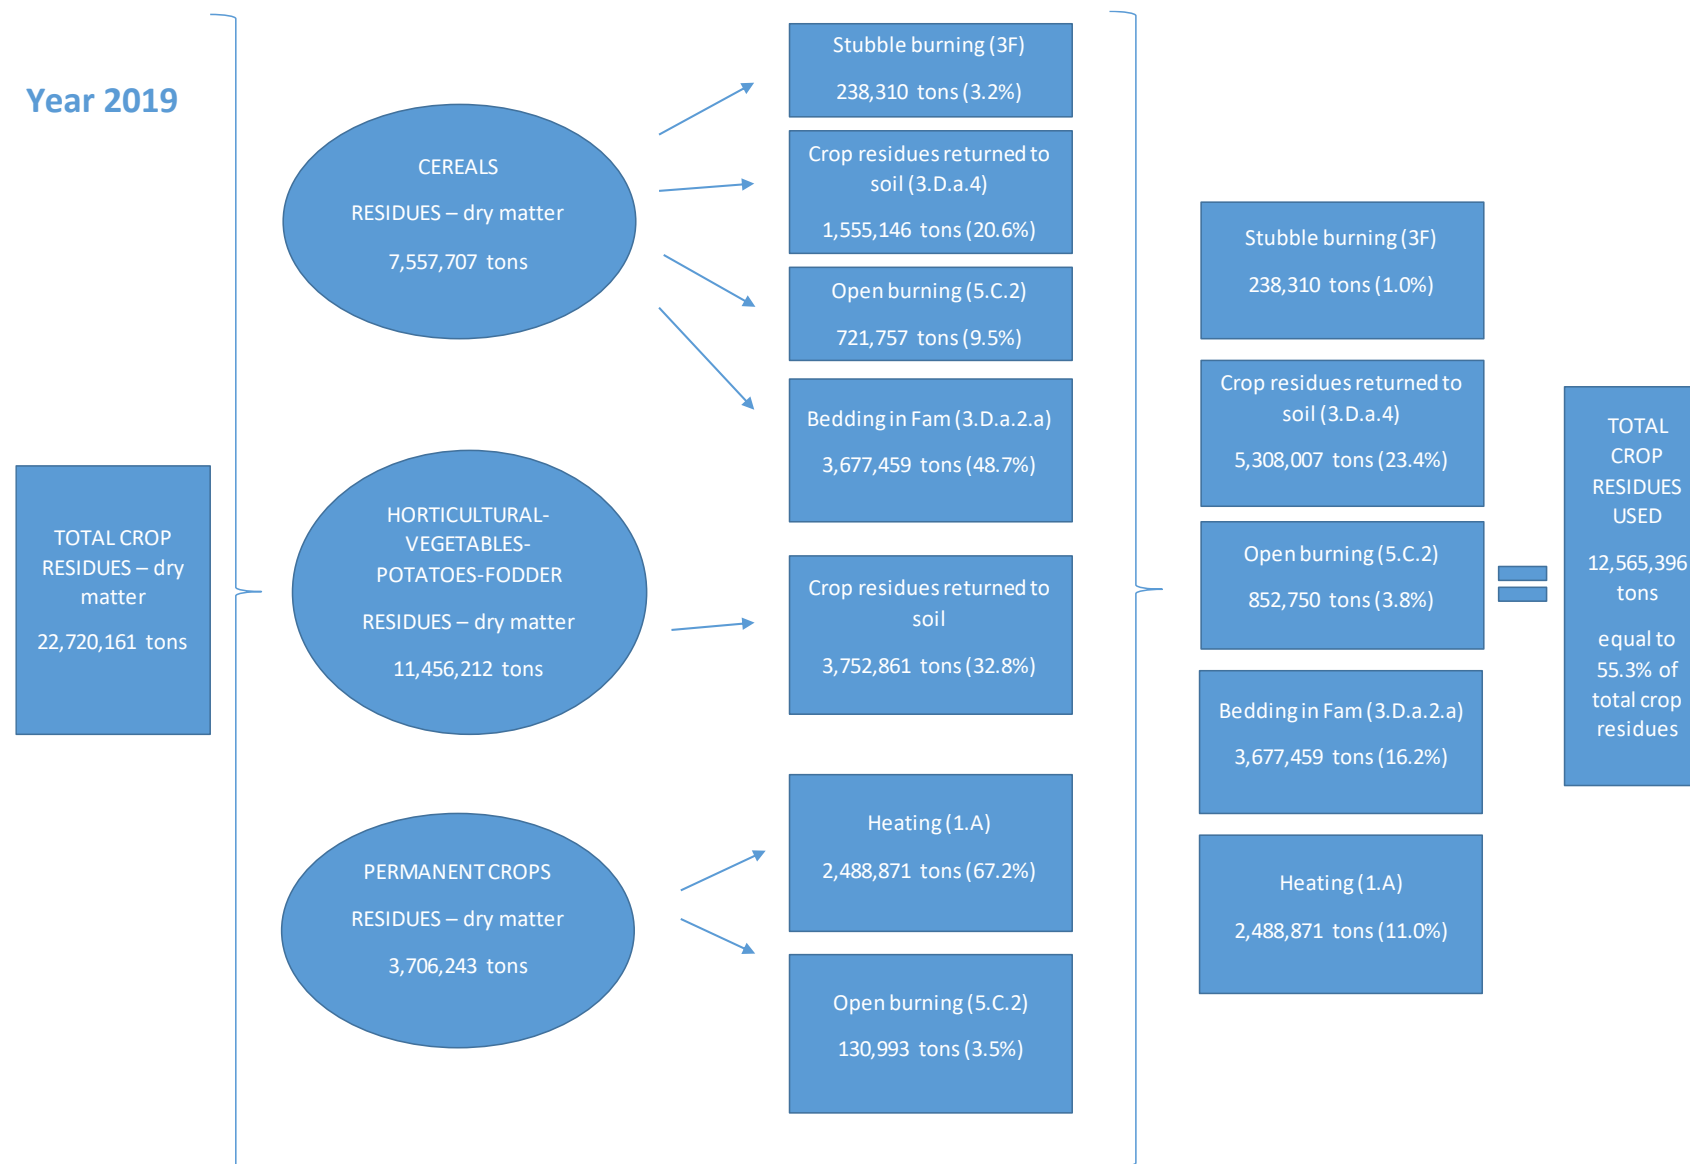 Year 2019
TOTAL CROP
RESIDUES – dry
matter
22,720,161 tons
CEREALS
RESIDUES – dry matter
7,557,707 tons
HORTICULTURAL-
VEGETABLES-
POTATOES-FODDER
RESIDUES – dry matter
11,456,212 tons
PERMANENT CROPS
RESIDUES – dry matter
3,706,243 tons
Stubble burning (3F)
238,310 tons (3.2%)
Crop residues returned to
soil (3.D.a.4)
1,555,146 tons (20.6%)
Open burning (5.C.2)
721,757 tons (9.5%)
Bedding in Fam (3.D.a.2.a)
3,677,459 tons (48.7%)
Crop residues returned to
soil
3,752,861 tons (32.8%)
Heating (1.A)
2,488,871 tons (67.2%)
Open burning (5.C.2)
130,993 tons (3.5%)
Stubble burning (3F)
238,310 tons (1.0%)
Crop residues returned to
soil (3.D.a.4)
5,308,007 tons (23.4%)
Open burning (5.C.2)
852,750 tons (3.8%)
Bedding in Fam (3.D.a.2.a)
3,677,459 tons (16.2%)
Heating (1.A)
2,488,871 tons (11.0%)
TOTAL
CROP
RESIDUES
USED
12,565,396
tons
equal to
55.3% of
total crop
residues